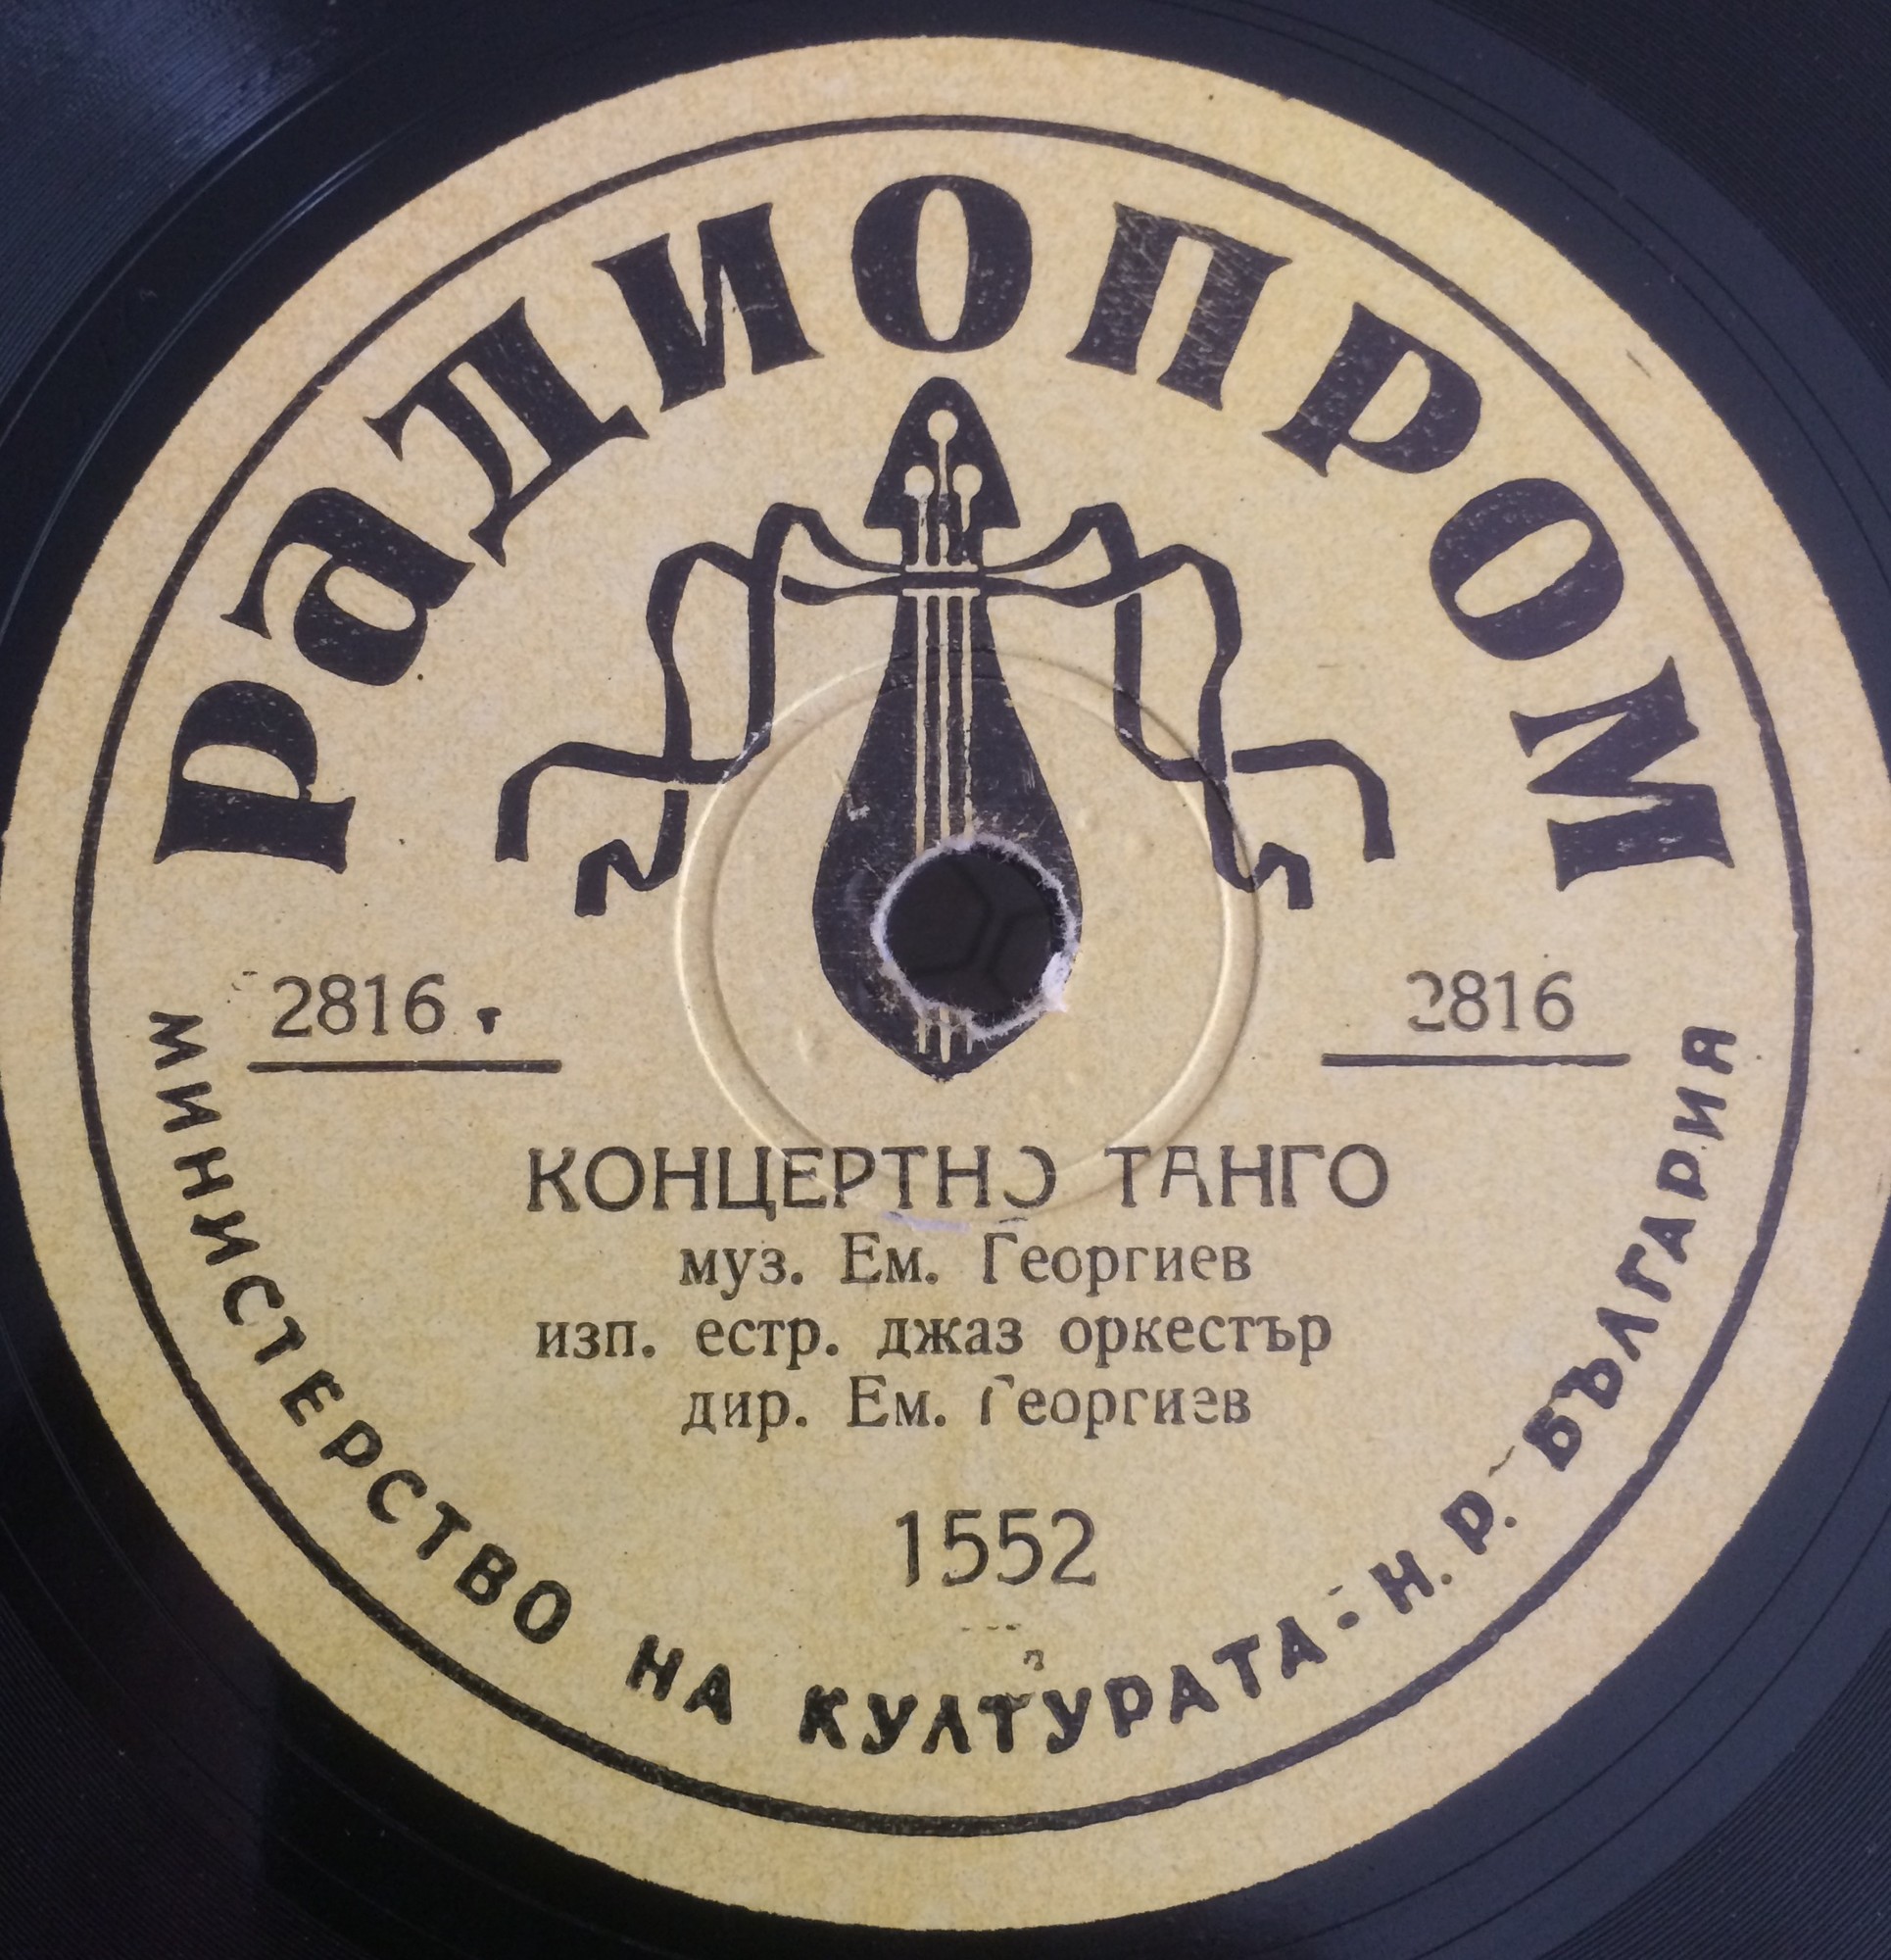 РАДИОПРОМ
2816 2816
КОНЦЕРТНО ТАНГО
муз. Ем. Георгиев
изп. естр. джаз оркестър
дир. Ем. Георгиев
1552
МИНИСТЕРСТВО НА КУЛТУРАТА - Н. Р. БЪЛГАРИЯ